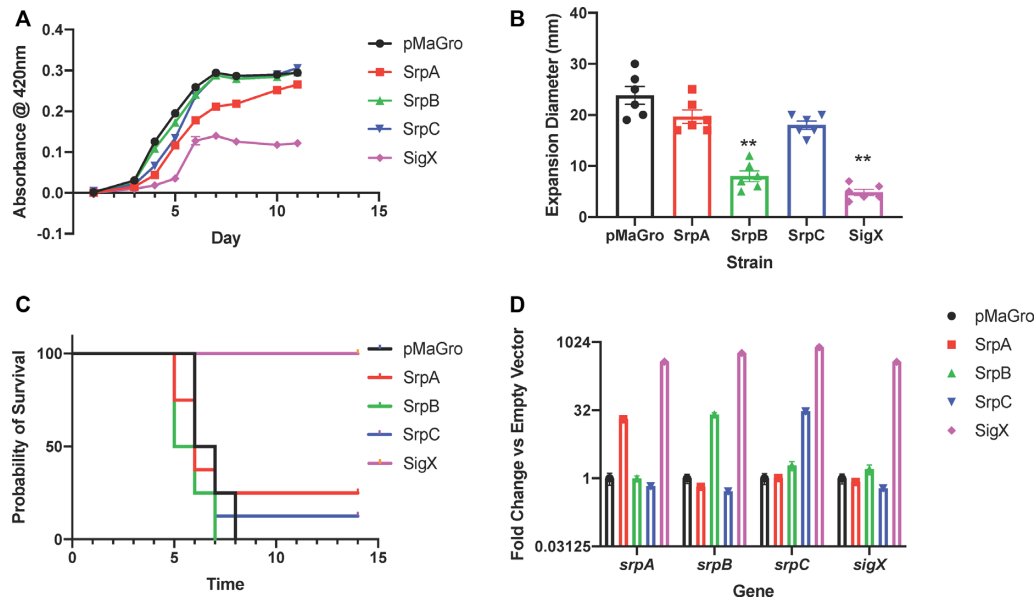 A
Absorbance @ 420nm
0.4
0.3
0.2
0.1
0.0
-0.1
5
10
15
Day
pMaGro
SrpA
SrpB
SrpC
SigX
B
Expansion Diameter (mm)
40
30
20
10
0
**
**
pMaGro
SrpA
SrpB
SrpC
SigX
Strain
C
Probability of Survival
100
50
0
0
5
10
15
Time
pMaGro
SrpA
SrpB
SrpC
SigX
D
Fold Change vs Empty Vector
1024
32
1
0.03125
srpA
srpB
srpC
sigX
Gene
pMaGro
SrpA
SrpB
SrpC
SigX